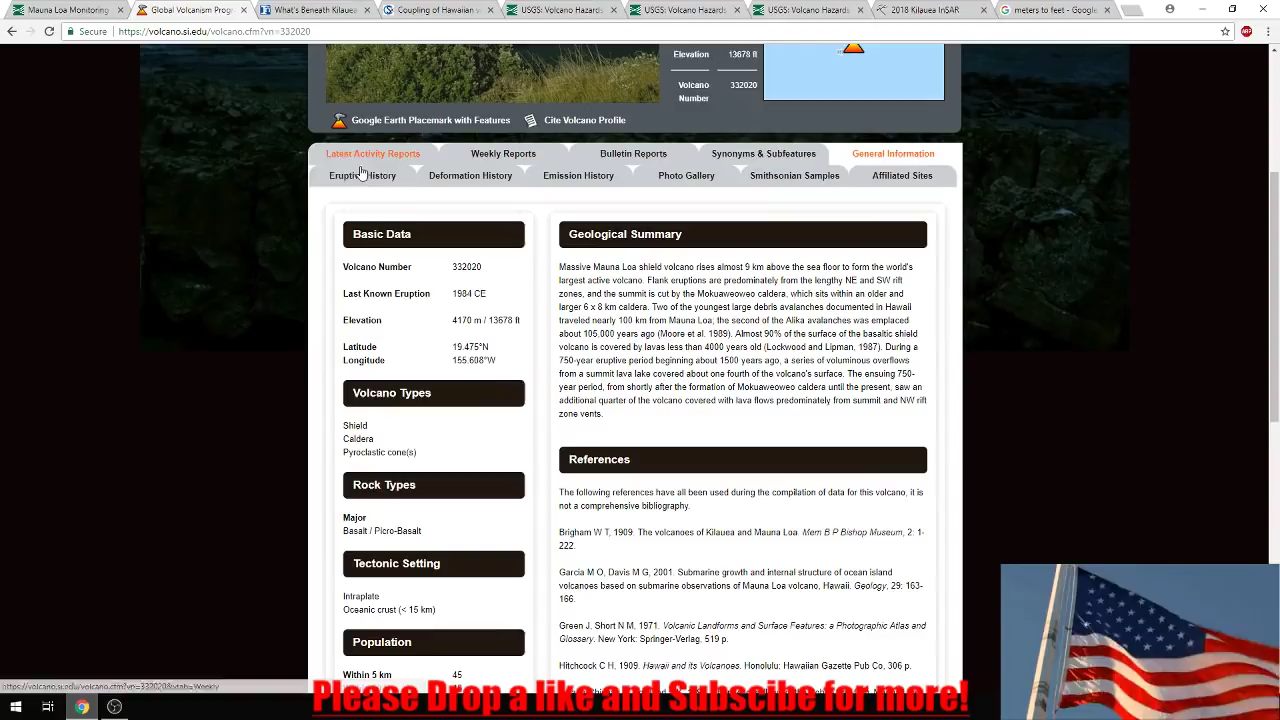 Mauna Loa Monitoring
Global Volcanism Prog
What's Beneath Kilauea
Coupling of Hawaiian v
USGS: Volcano Hazards
USGS: Volcano Hazards
USGS: Volcano Hazards
2018 Kilauea InSAR
meters to feet - Google
Secure
https://volcano.si.edu/volcano.cfm?vn=332020
ABP
Elevation 13678 ft
Volcano 332020
Number
Google Earth Placemark with Features Cite Volcano Profile
Latest Activity Reports Weekly Reports Bulletin Reports Synonyms & Subfeatures General Information
Eruption History Deformation History Emission History Photo Gallery Smithsonian Samples Affiliated Sites
Basic Data
Volcano Number 332020
Last Known Eruption 1984 CE
Elevation 4170 m / 13678 ft
Latitude 19.475°N
Longitude 155.608°W
Volcano Types
Shield
Caldera
Pyroclastic cone(s)
Rock Types
Major
Basalt / Picro-Basalt
Tectonic Setting
Intraplate
Oceanic crust (< 15 km)
Population
Within 5 km 45
Geological Summary
Massive Mauna Loa shield volcano rises almost 9 km above the sea floor to form the world's
largest active volcano. Flank eruptions are predominately from the lengthy NE and SW rift
zones, and the summit is cut by the Mokuaweoweo caldera, which sits within an older and
larger 6 x 8 km caldera. Two of the youngest large debris avalanches documented in Hawaii
traveled nearly 100 km from Mauna Loa; the second of the Alika avalanches was emplaced
about 105,000 years ago (Moore et al. 1989). Almost 90% of the surface of the basaltic shield
volcano is covered by lavas less than 4000 years old (Lockwood and Lipman, 1987). During a
750-year eruptive period beginning about 1500 years ago, a series of voluminous overflows
from a summit lava lake covered about one fourth of the volcano's surface. The ensuing 750-
year period, from shortly after the formation of Mokuaweoweo caldera until the present, saw an
additional quarter of the volcano covered with lava flows predominately from summit and NW rift
zone vents.
References
The following references have all been used during the compilation of data for this volcano, it is
not a comprehensive bibliography.
Brigham W T, 1909. The volcanoes of Kilauea and Mauna Loa. Mem B P Bishop Museum, 2: 1-
222.
Garcia M O, Davis M G, 2001. Submarine growth and internal structure of ocean island
volcanoes based on submarine observations of Mauna Loa volcano, Hawaii. Geology, 29: 163-
166.
Green J, Short N M, 1971. Volcanic Landforms and Surface Features: a Photographic Atlas and
Glossary. New York: Springer-Verlag, 519 p.
Hitchcock C H, 1909. Hawaii and its Volcanoes. Honolulu: Hawaiian Gazette Pub Co, 306 p.
https://volcano.si.edu/volcano.cfm?vn=332020&vtab=Weekly
Please Drop a like and Subscribe for more!